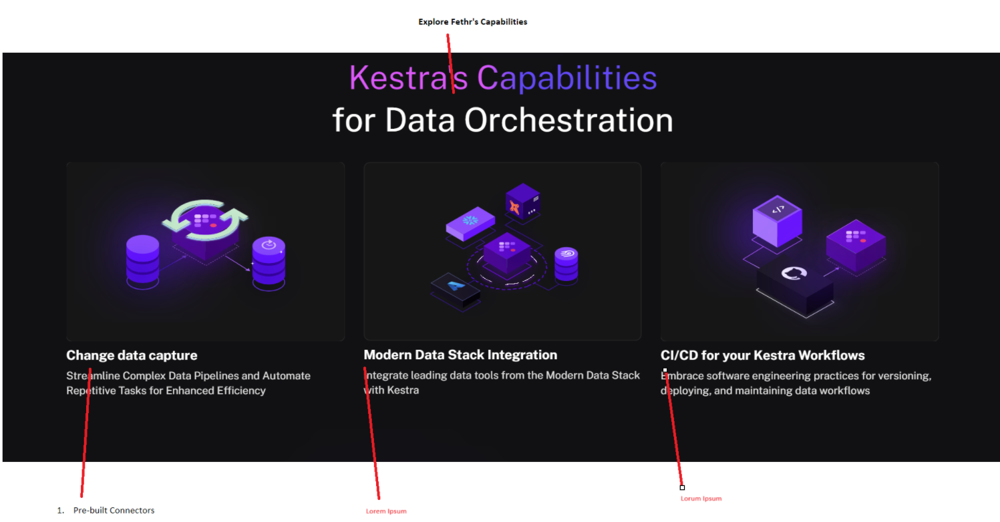 Explore Fethr's Capabilities
Kestra's Capabilities
for Data Orchestration
Change data capture
Streamline Complex Data Pipelines and Automate
Repetitive Tasks for Enhanced Efficiency
Modern Data Stack Integration
Integrate leading data tools from the Modern Data Stack
with Kestra
</>
CI/CD for your Kestra Workflows
Embrace software engineering practices for versioning,
deploying, and maintaining data workflows
1. Pre-built Connectors
Lorem Ipsum
Lorum Ipsum